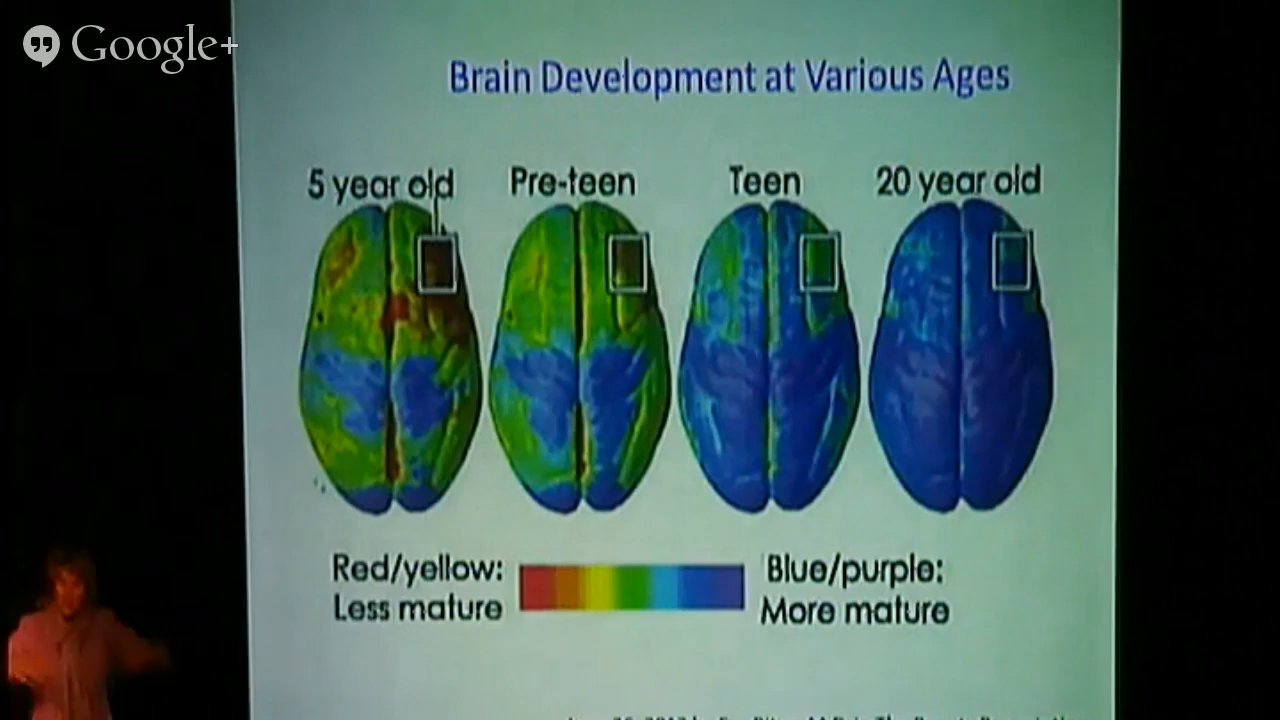 Google+
Brain Development at Various Ages
5 year old Pre-teen Teen 20 year old
Red/yellow:
Less mature
Blue/purple:
More mature